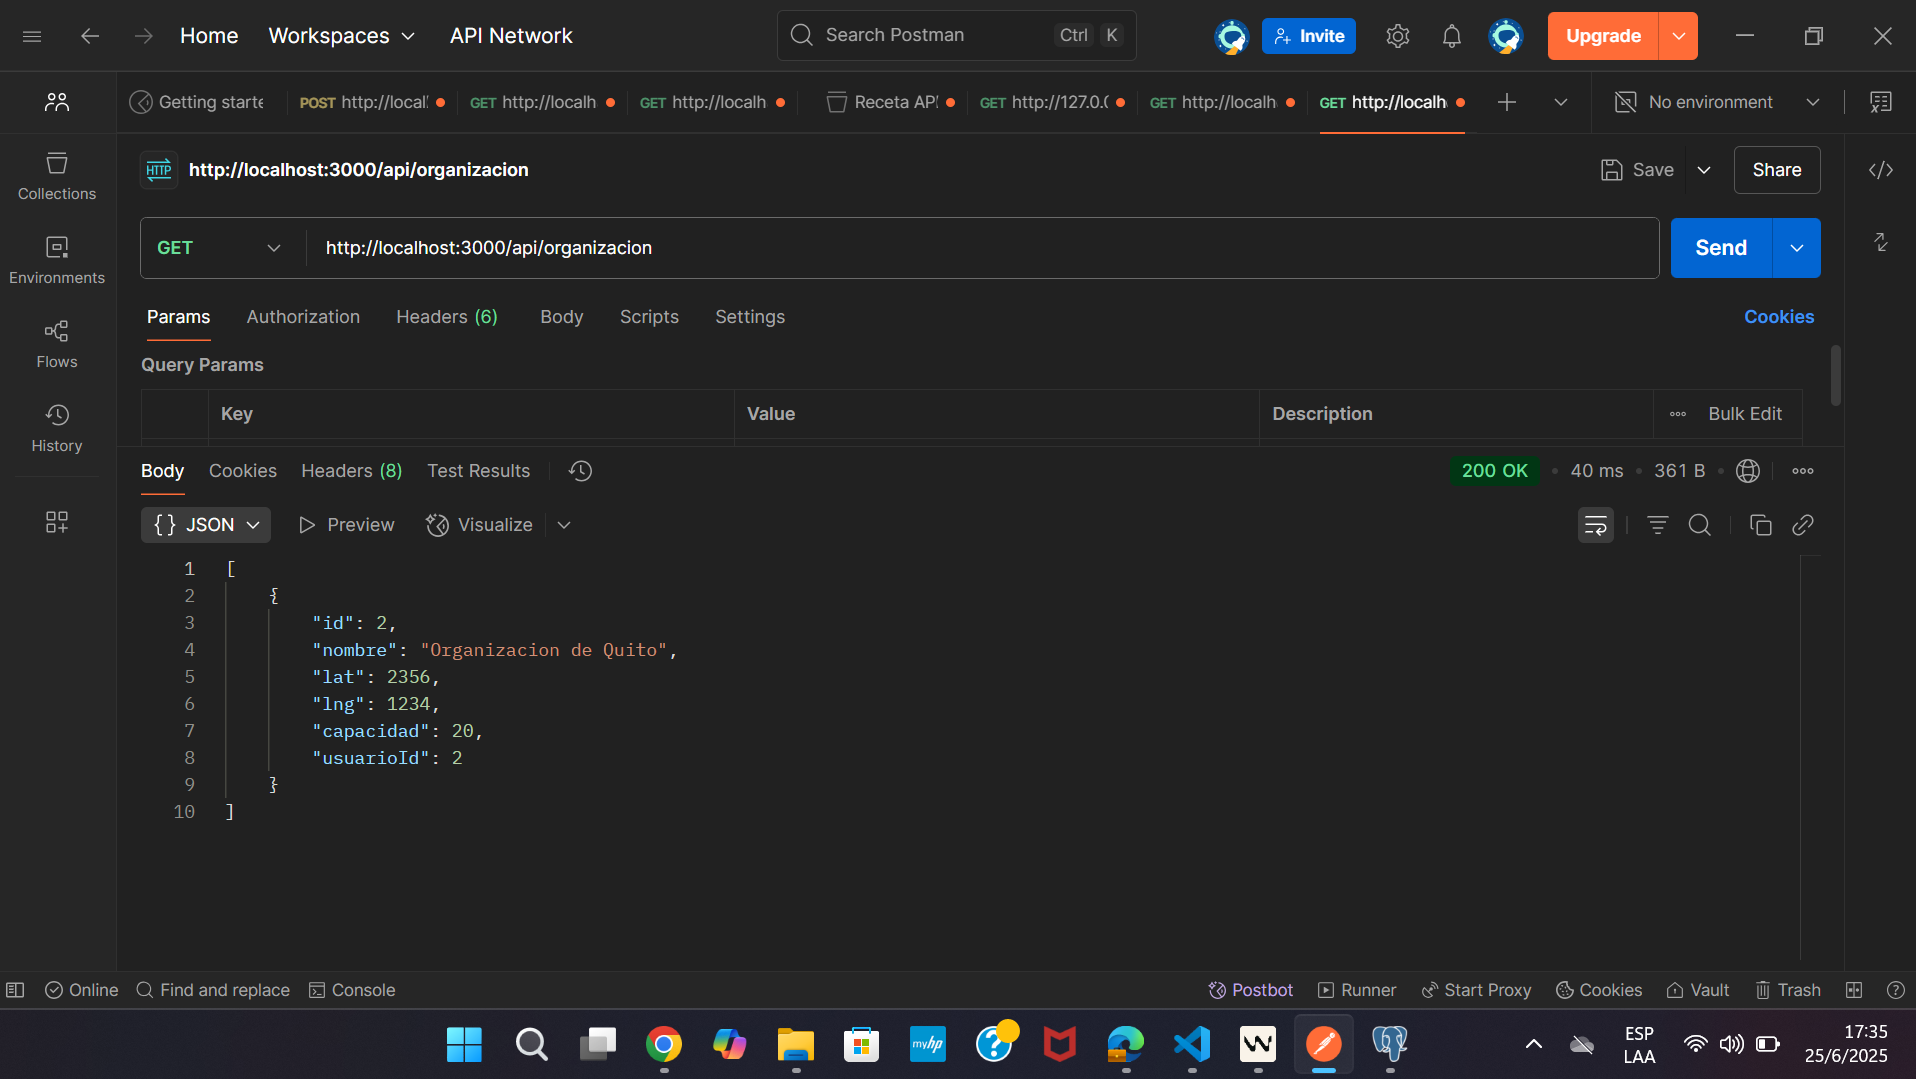 Home
Workspaces
API Network
Search Postman
Ctrl
K
Invite
Upgrade
Getting starte
POST http://local
GET http://localh
GET http://localh
Receta API
GET http://127.0.0
GET http://localh
GET http://localh
No environment
HTTP
http://localhost:3000/api/organizacion
Save
Share
Collections
Environments
Flows
History
GET
http://localhost:3000/api/organizacion
Send
Params
Authorization
Headers (6)
Body
Scripts
Settings
Cookies
Query Params
Key
Value
Description
Bulk Edit
Body
Cookies
Headers (8)
Test Results
200 OK
40 ms
361 B
{} JSON
Preview
Visualize
1 [
2 {
3 "id": 2,
4 "nombre": "Organizacion de Quito",
5 "lat": 2356,
6 "lng": 1234,
7 "capacidad": 20,
8 "usuarioId": 2
9 }
10 ]
Online
Find and replace
Console
Postbot
Runner
Start Proxy
Cookies
Vault
Trash
myhp
ESP
LAA
17:35
25/6/2025